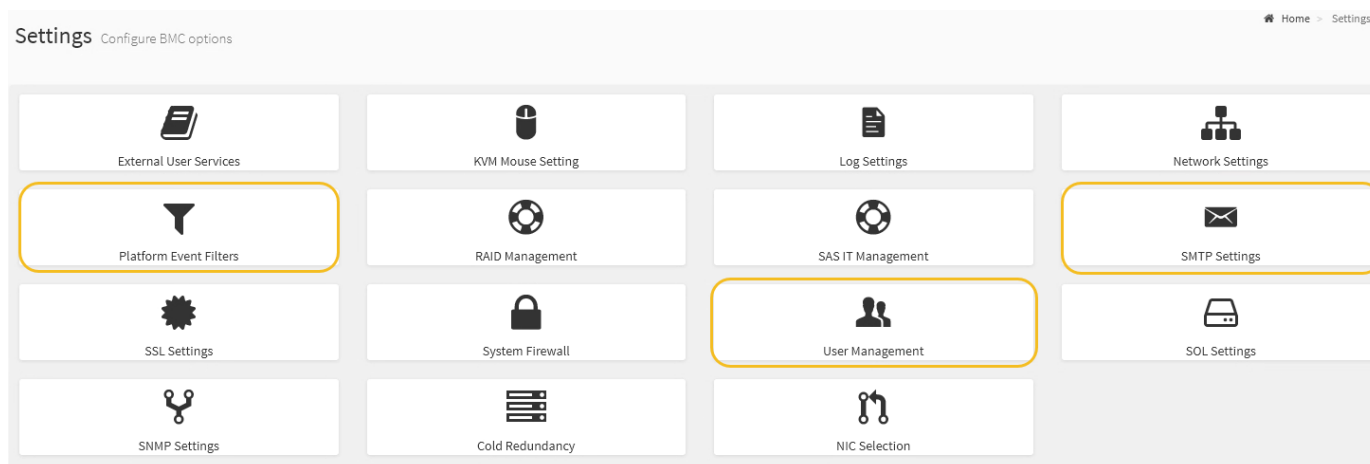 Home > Settings
Settings Configure BMC options
External User Services
KVM Mouse Setting
Log Settings
Network Settings
Platform Event Filters
RAID Management
SAS IT Management
SMTP Settings
SSL Settings
System Firewall
User Management
SOL Settings
SNMP Settings
Cold Redundancy
NIC Selection